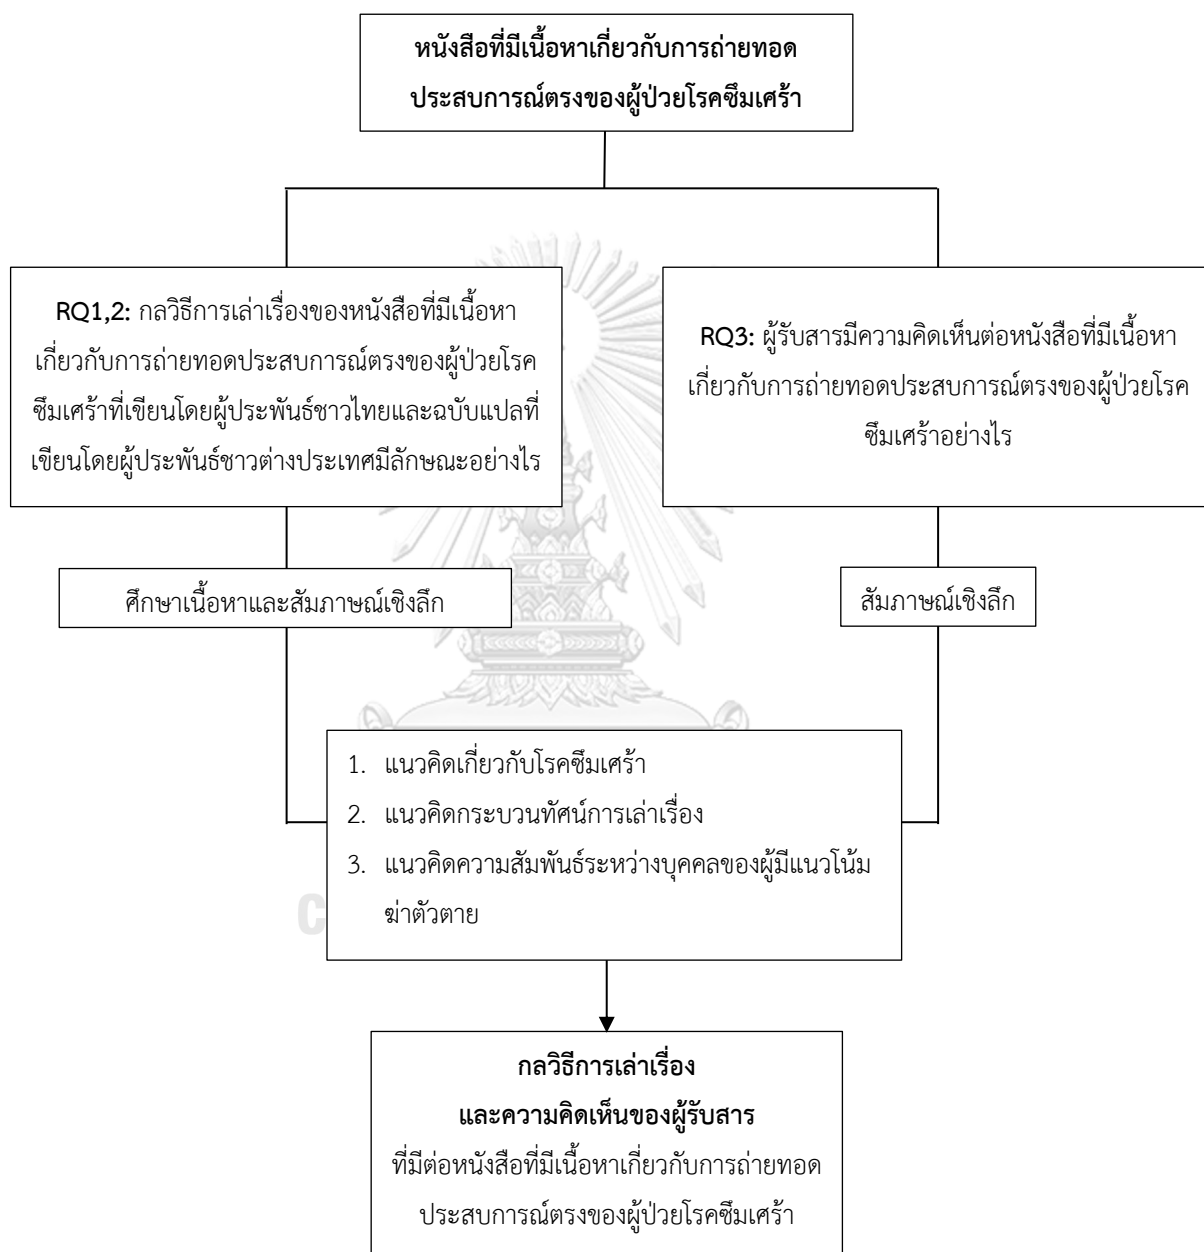 หนังสือที่มีเนื้อหาเกี่ยวกับการถ่ายทอด
ประสบการณ์ตรงของผู้ป่วยโรคซึมเศร้า
RQ1,2: กลวิธีการเล่าเรื่องของหนังสือที่มีเนื้อหา
เกี่ยวกับการถ่ายทอดประสบการณ์ตรงของผู้ป่วยโรค
ซึมเศร้าที่เขียนโดยผู้ประพันธ์ชาวไทยและฉบับแปลที่
เขียนโดยผู้ประพันธ์ชาวต่างประเทศมีลักษณะอย่างไร
RQ3: ผู้รับสารมีความคิดเห็นต่อหนังสือที่มีเนื้อหา
เกี่ยวกับการถ่ายทอดประสบการณ์ตรงของผู้ป่วยโรค
ซึมเศร้าอย่างไร
ศึกษาเนื้อหาและสัมภาษณ์เชิงลึก
สัมภาษณ์เชิงลึก
1. แนวคิดเกี่ยวกับโรคซึมเศร้า
2. แนวคิดกระบวนทัศน์การเล่าเรื่อง
3. แนวคิดความสัมพันธ์ระหว่างบุคคลของผู้มีแนวโน้ม
ฆ่าตัวตาย
C
กลวิธีการเล่าเรื่อง
และความคิดเห็นของผู้รับสาร
ที่มีต่อหนังสือที่มีเนื้อหาเกี่ยวกับการถ่ายทอด
ประสบการณ์ตรงของผู้ป่วยโรคซึมเศร้า